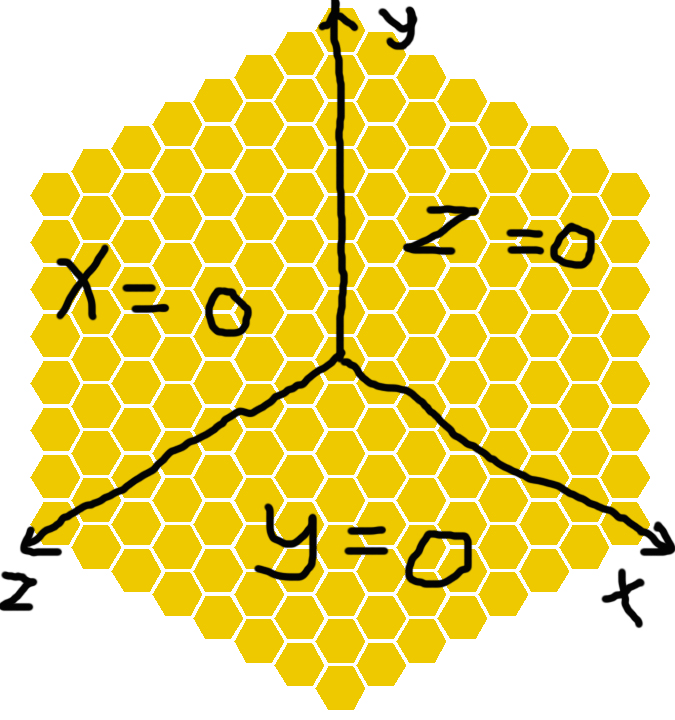 y
z = 0
x = 0
y = 0
z
x